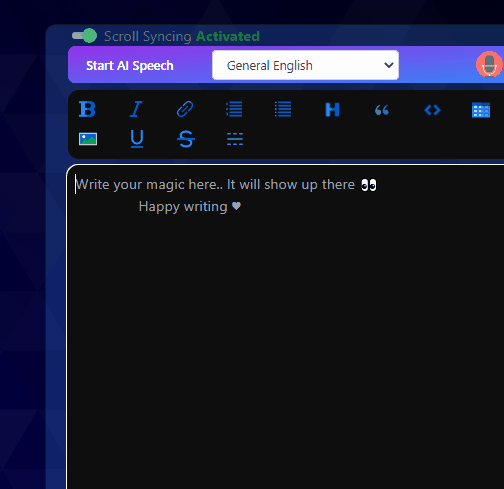 Scroll Syncing Activated
Start AI Speech
General English
B I H U S
Write your magic here.. It will show up there 👀
Happy writing ♥